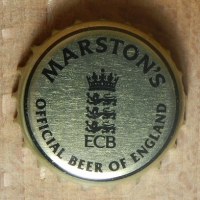 MARSTON'S
ECB
OFFICIAL BEER OF ENGLAND